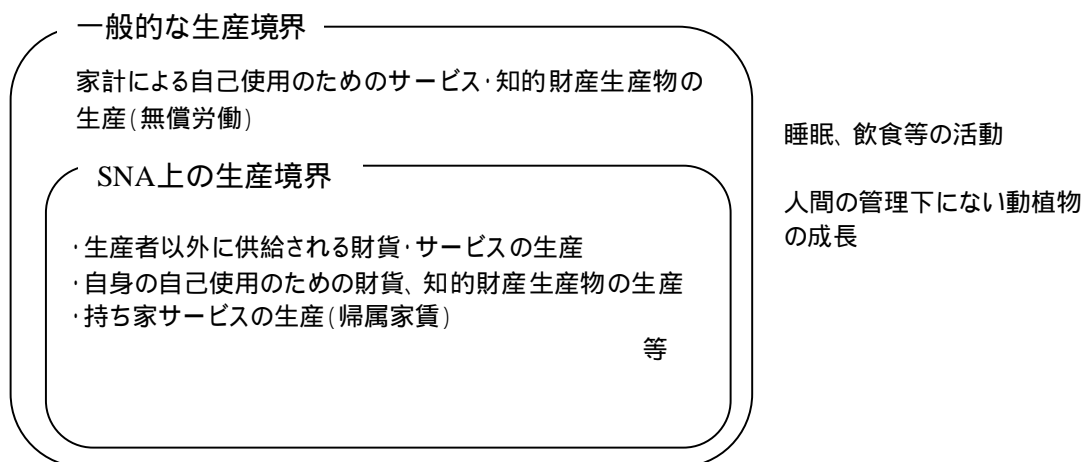 一般的な生産境界
家計による自己使用のためのサービス･知的財産生産物の
生産(無償労働)
SNA上の生産境界
･生産者以外に供給される財貨･サービスの生産
･自身の自己使用のための財貨、知的財産生産物の生産
･持ち家サービスの生産(帰属家賃)
等
睡眠、飲食等の活動
人間の管理下にない動植物
の成長